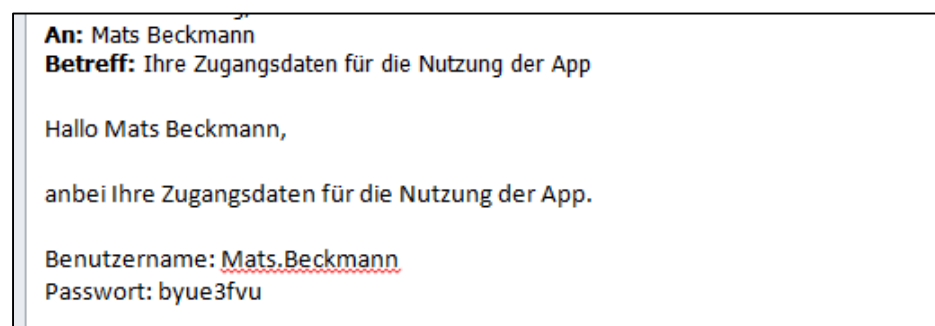 An: Mats Beckmann
Betreff: Ihre Zugangsdaten für die Nutzung der App
Hallo Mats Beckmann,
anbei Ihre Zugangsdaten für die Nutzung der App.
Benutzername: Mats.Beckmann
Passwort: byue3fvu